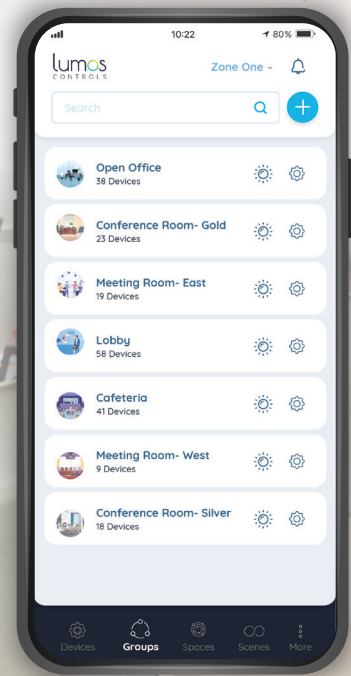 10:22
80%
lumos
CONTROLS
Zone One
Search
Open Office
38 Devices
Conference Room- Gold
23 Devices
Meeting Room- East
19 Devices
Lobby
58 Devices
Cafeteria
41 Devices
Meeting Room- West
9 Devices
Conference Room- Silver
18 Devices
Devices Groups Spaces Scenes More